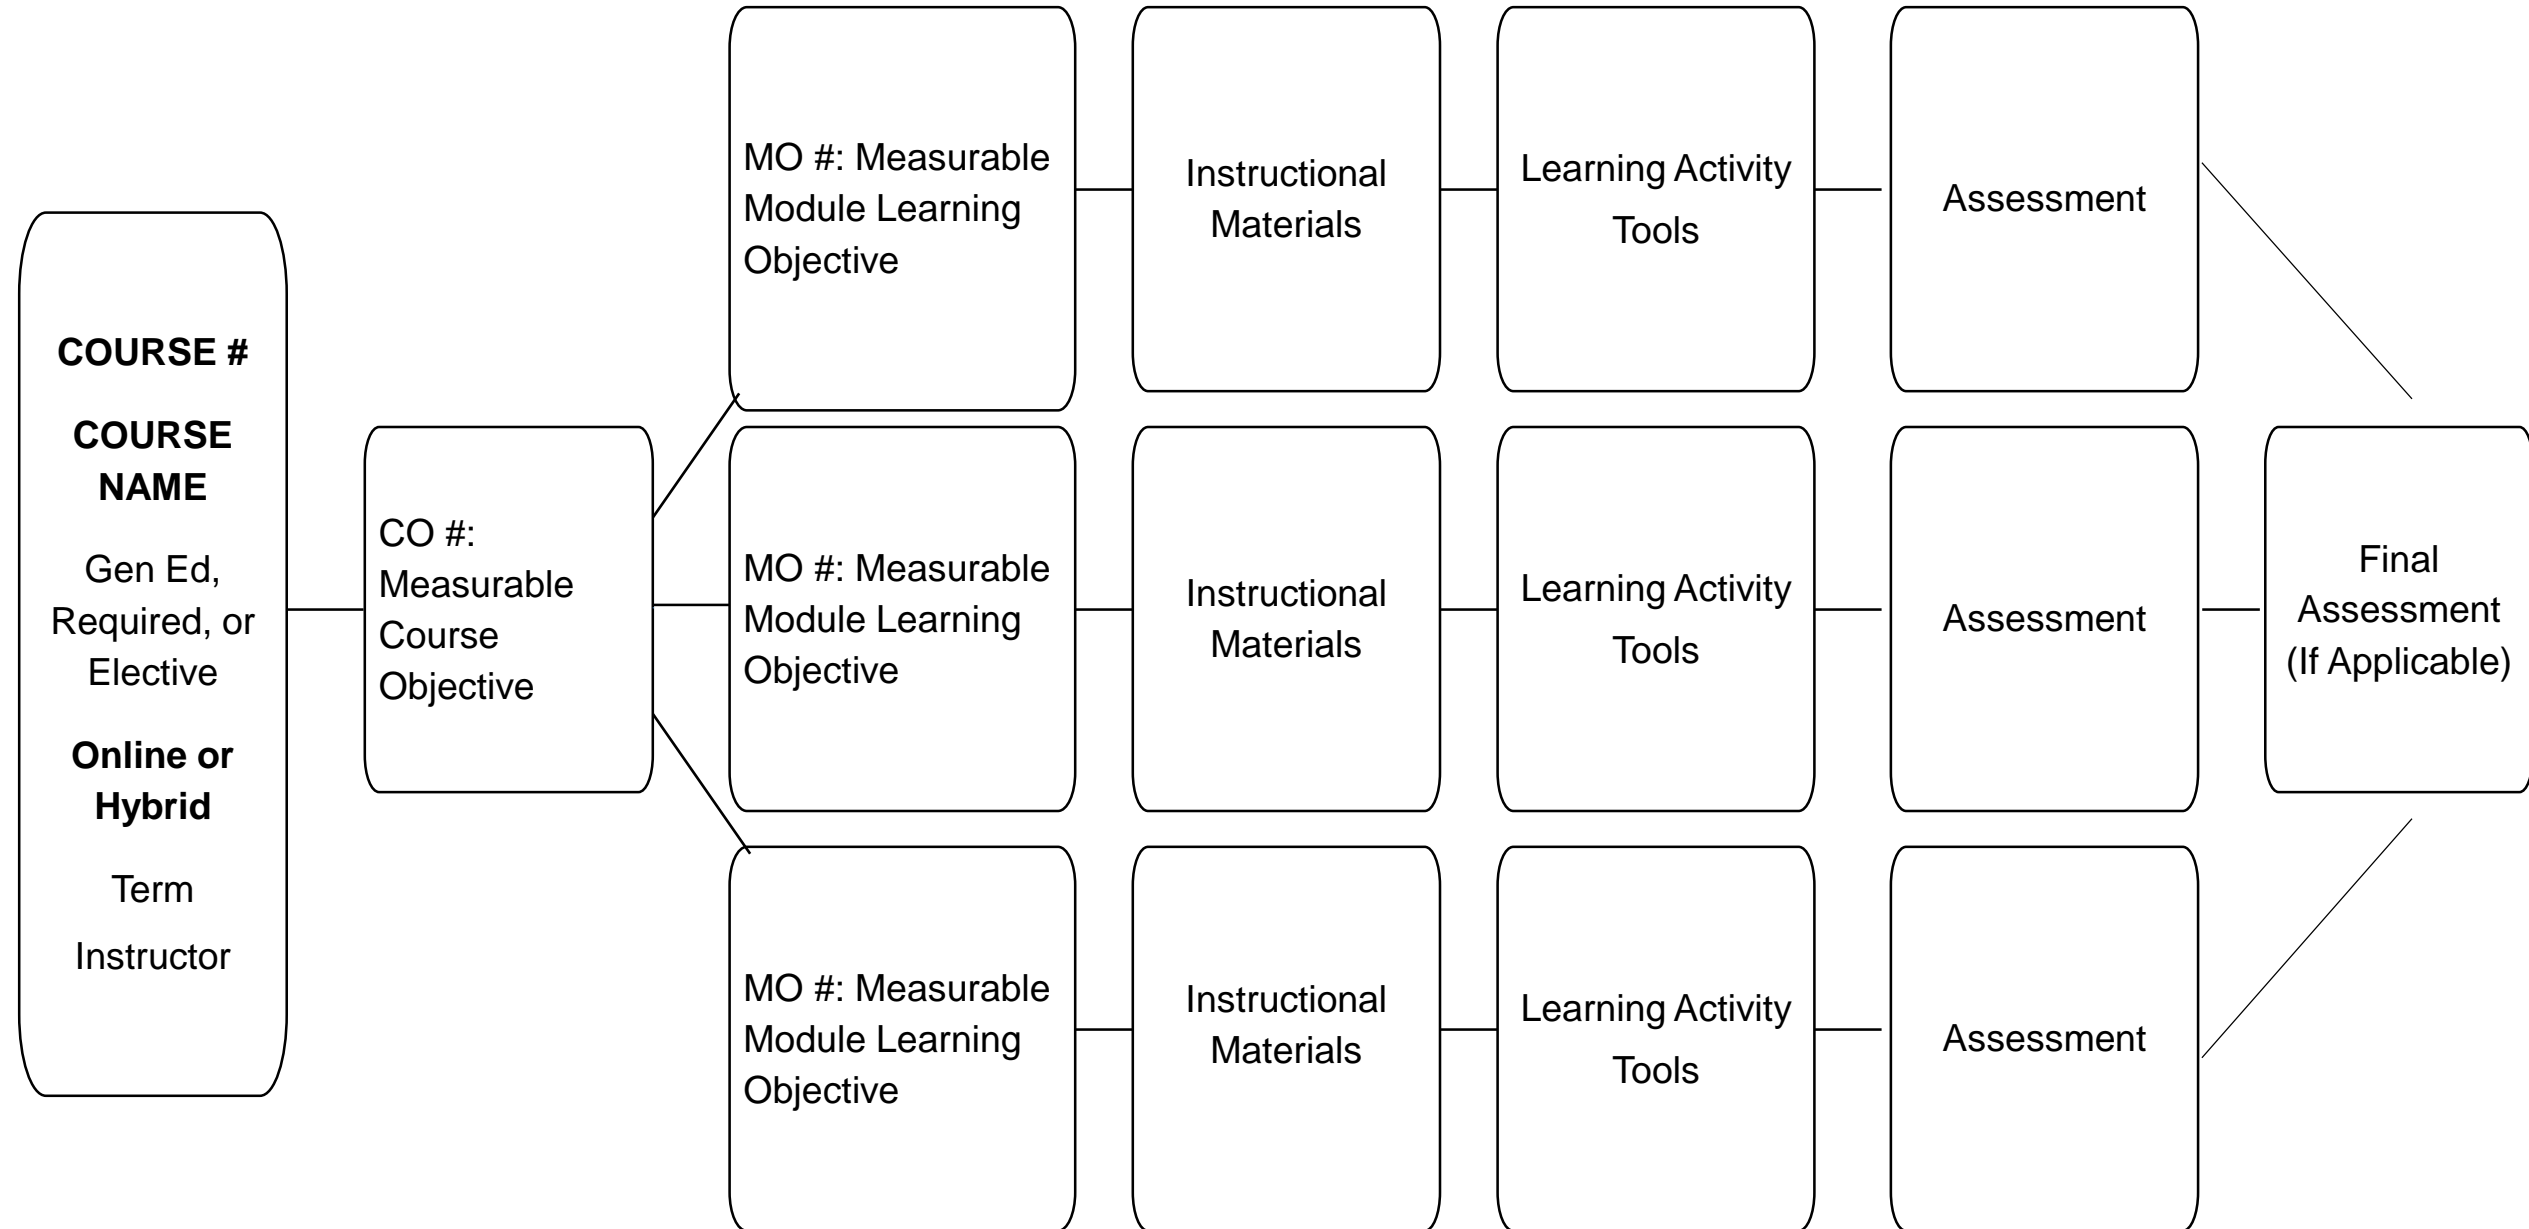 COURSE #
COURSE
NAME
Gen Ed,
Required, or
Elective
Online or
Hybrid
Term
Instructor
CO #:
Measurable
Course
Objective
MO #: Measurable
Module Learning
Objective
Instructional
Materials
Learning Activity
Tools
Assessment
MO #: Measurable
Module Learning
Objective
Instructional
Materials
Learning Activity
Tools
Assessment
MO #: Measurable
Module Learning
Objective
Instructional
Materials
Learning Activity
Tools
Assessment
Final
Assessment
(If Applicable)